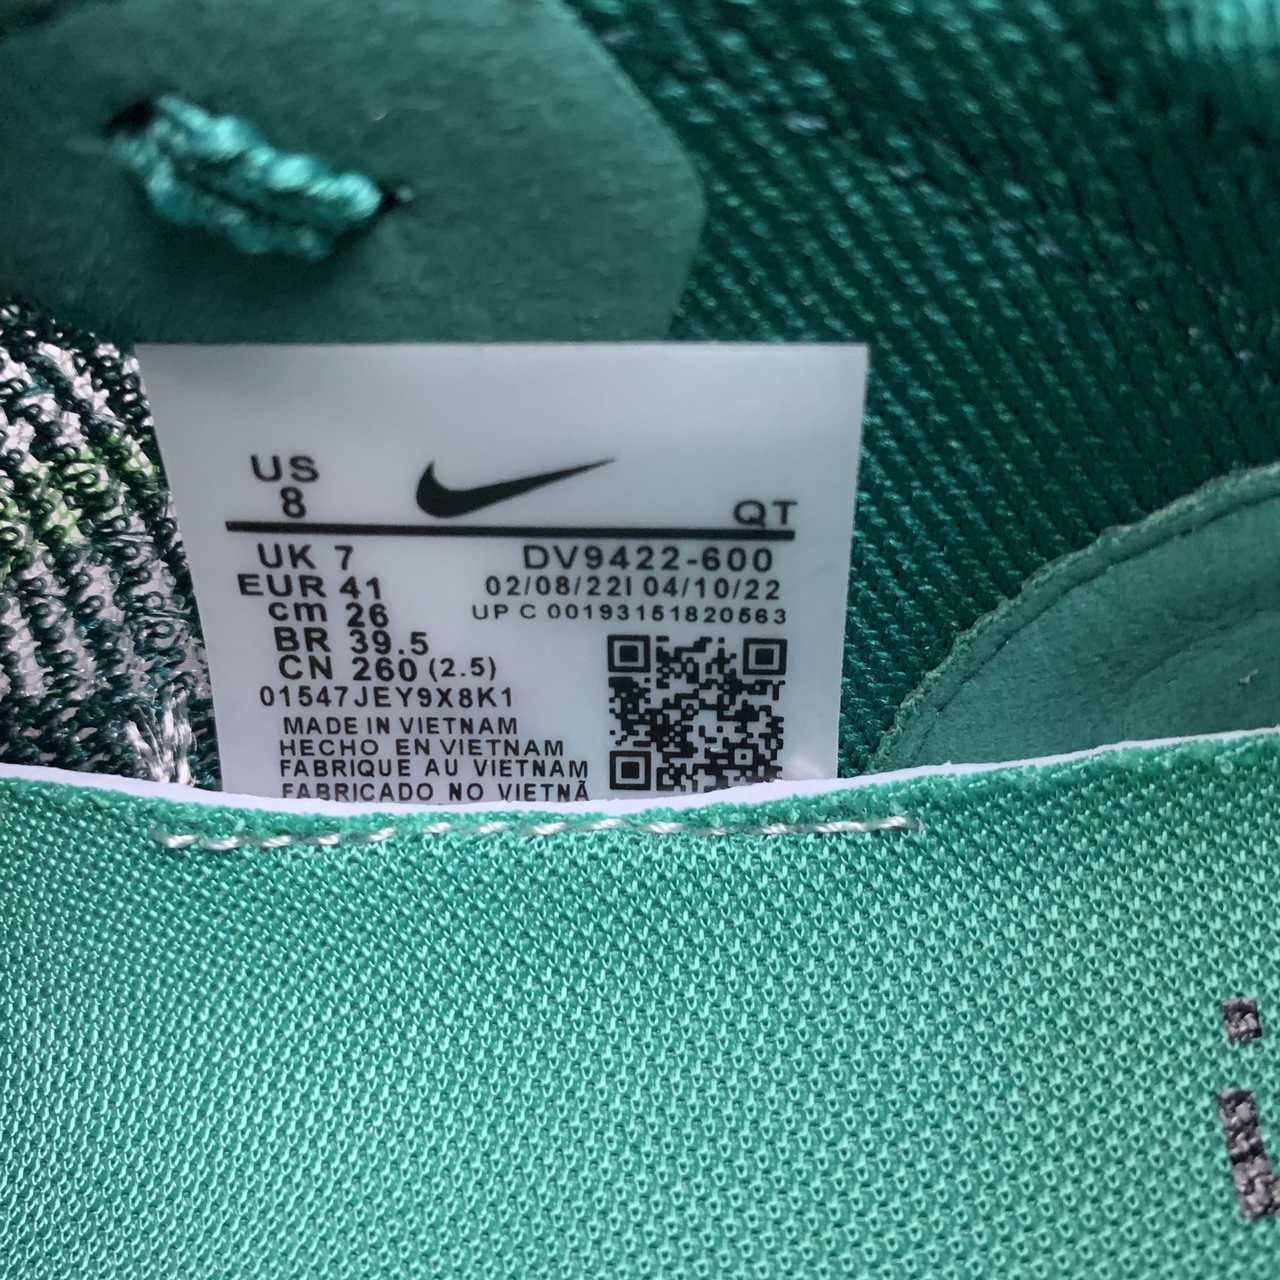 US
8
QT
UK 7
DV9422-600
EUR 41
02/08/22I 04/10/22
cm 26
UPC 00193151820563
BR 39.5
CN 260 (2.5)
01547JEY9X8K1
MADE IN VIETNAM
HECHO EN VIETNAM
FABRIQUE AU VIETNAM
FABRICADO NO VIETNÃ